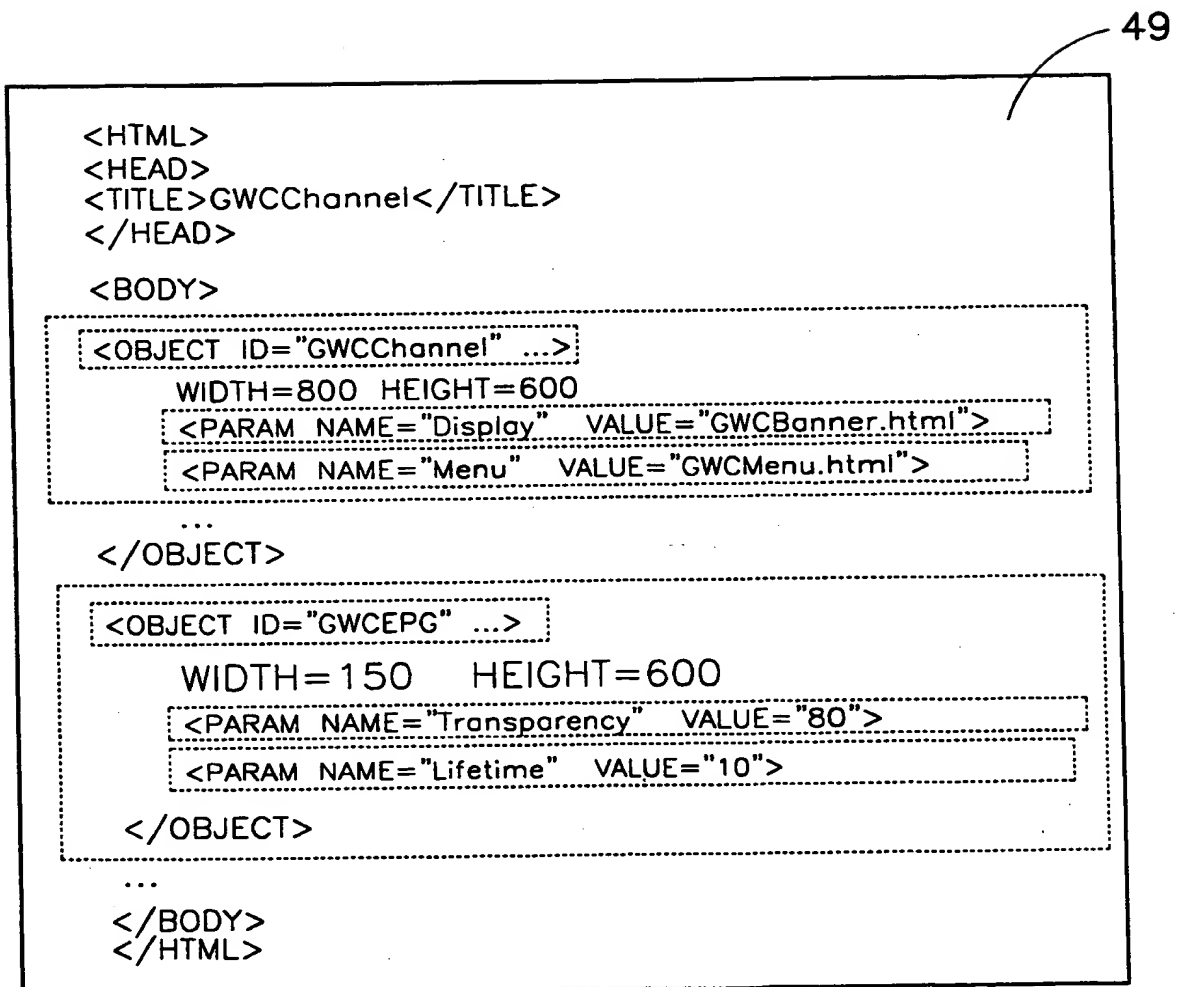 49
<HTML>
<HEAD>
<TITLE>GWCChannel</TITLE>
</HEAD>
<BODY>
<OBJECT ID="GWCChannel" ...>
WIDTH=800 HEIGHT=600
<PARAM NAME="Display" VALUE="GWCBanner.html">
<PARAM NAME="Menu" VALUE="GWCMenu.html">
...
</OBJECT>
<OBJECT ID="GWCEPG" ...>
WIDTH=150 HEIGHT=600
<PARAM NAME="Transparency" VALUE="80">
<PARAM NAME="Lifetime" VALUE="10">
</OBJECT>
...
</BODY>
</HTML>